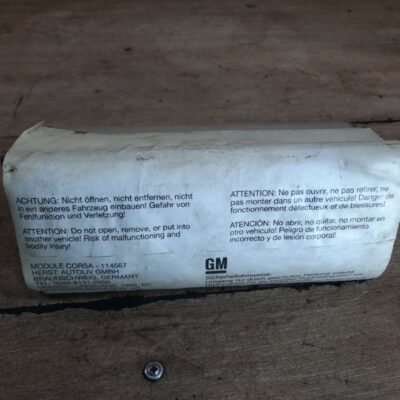 ACHTUNG: Nicht öffnen, nicht entfernen, nicht
in ein anderes Fahrzeug einbauen! Gefahr von
Fehlfunktion und Verletzung!
ATTENTION: Do not open, remove, or put into
another vehicle! Risk of malfunctioning and
bodily injury!
MODULE CORSA - 114567
HERST: AUTOLIV GMBH
BRAUNSCHWEIG, GERMANY
ATTENTION: Ne pas ouvrir, ne pas retirer, ne
pas monter dans un autre véhicule! Danger de
fonctionnement défectueux et de blessures!
ATENCIÓN: No abrir, no quitar, no montar en
otro vehículo! Peligro de funcionamiento
incorrecto y de lesión corporal!
GM
Sicherheitshinweise
Umgang nur durch